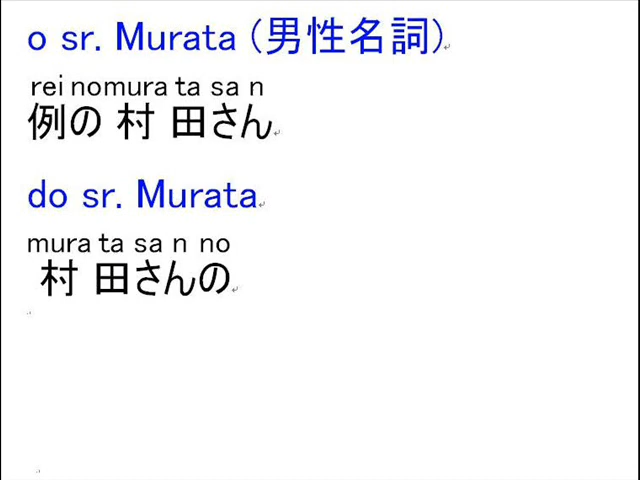 o sr. Murata (男性名詞)
rei nomura ta sa n
例の 村 田さん
do sr. Murata
mura ta sa n no
村 田さんの